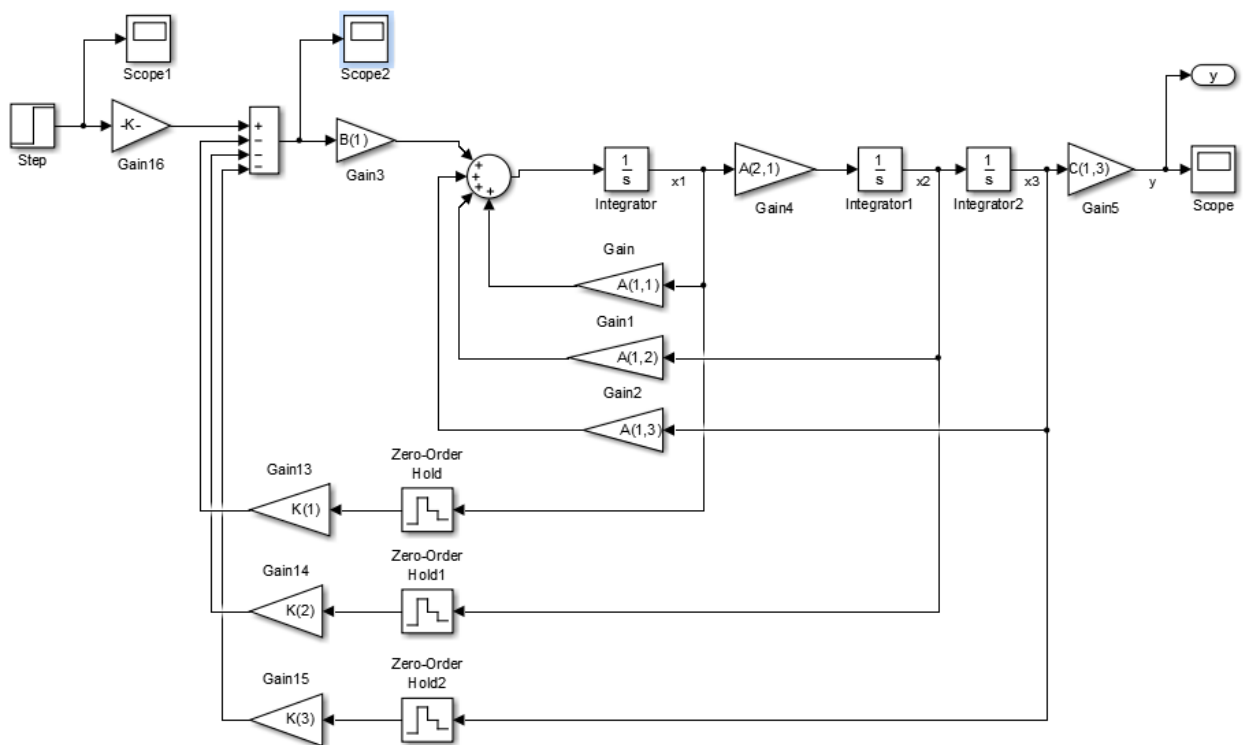 Scope1
Scope2
y
Step
-K-
Gain16
+
−
−
−
B(1)
Gain3
+
+
+
+
1
s
Integrator
x1
A(2,1)
Gain4
1
s
Integrator1
x2
1
s
Integrator2
x3
C(1,3)
Gain5
y
Scope
Gain
A(1,1)
Gain1
A(1,2)
Gain2
A(1,3)
Gain13
K(1)
Zero-Order
Hold
Gain14
K(2)
Zero-Order
Hold1
Gain15
K(3)
Zero-Order
Hold2